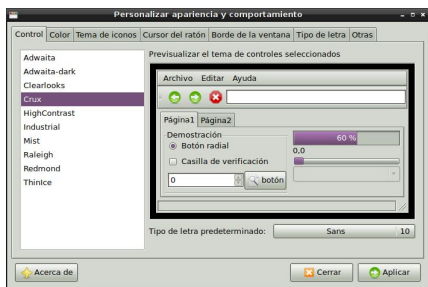 Personalizar apariencia y comportamiento
Control Color Tema de iconos Cursor del ratón Borde de la ventana Tipo de letra Otras
Adwaita
Adwaita-dark
Clearlooks
Crux
HighContrast
Industrial
Mist
Raleigh
Redmond
ThinIce
Previsualizar el tema de controles seleccionados
Archivo Editar Ayuda
Página1 Página2
Demostración
Botón radial
Casilla de verificación
0
botón
60 %
0,0
Tipo de letra predeterminado: Sans 10
Acerca de
Cerrar
Aplicar